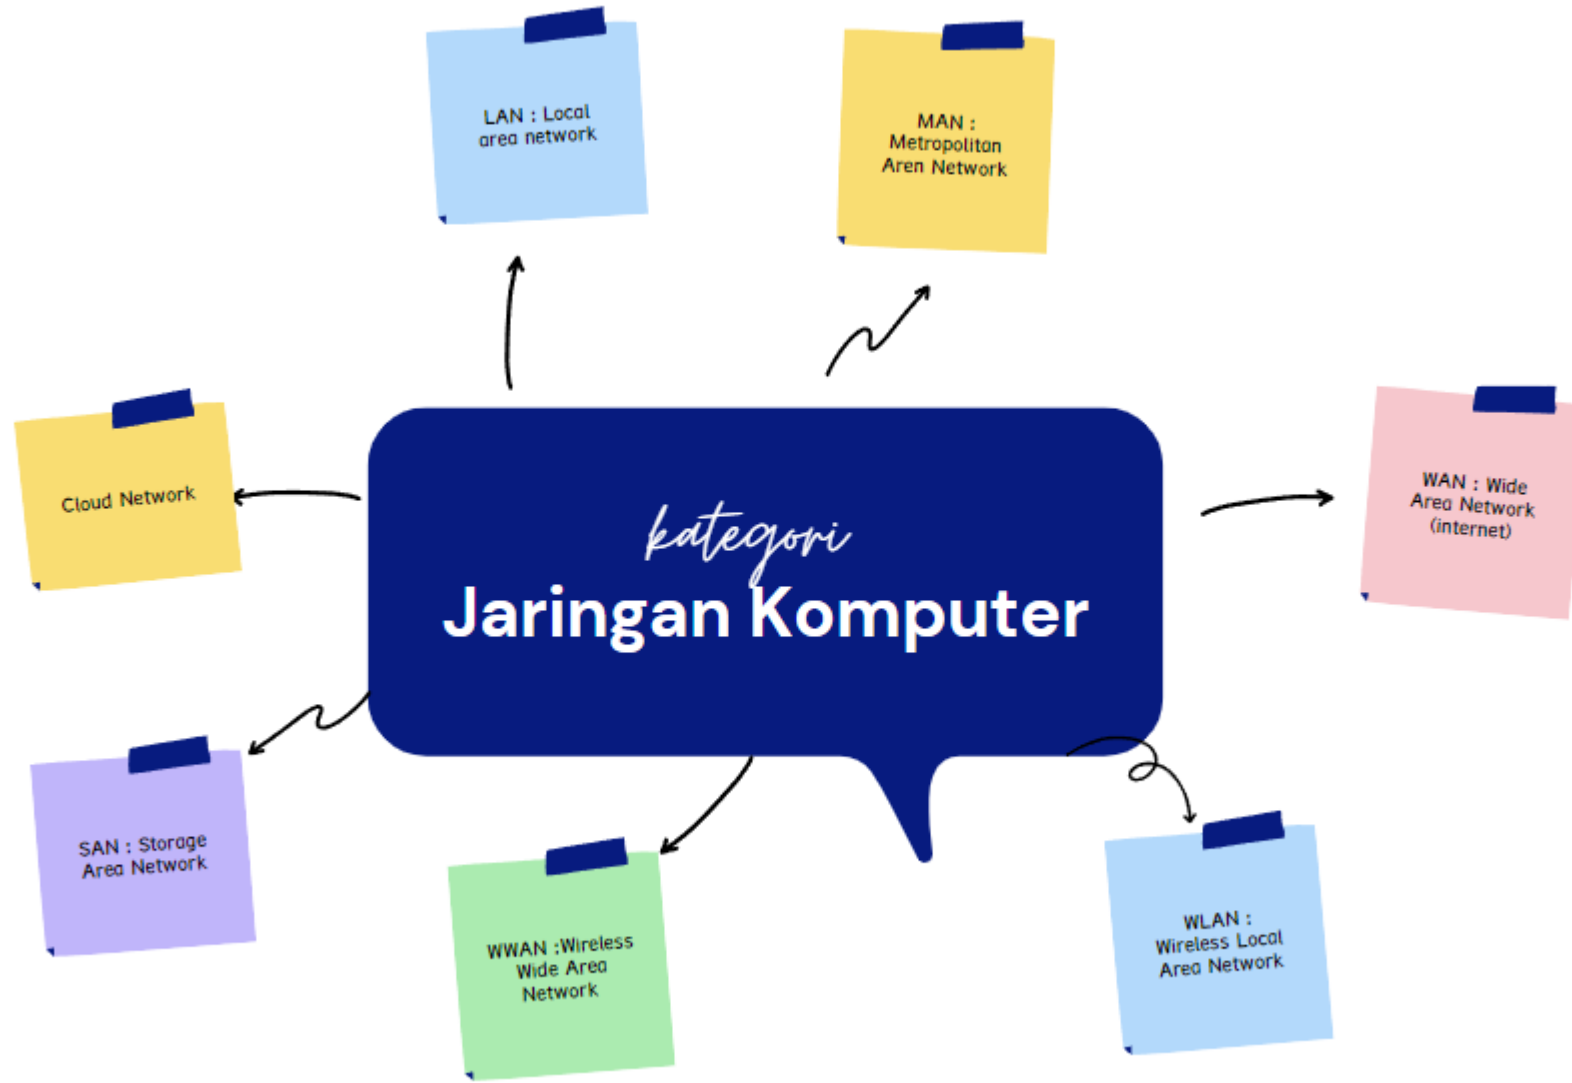 LAN : Local
area network
MAN :
Metropolitan
Aren Network
Cloud Network
kategori
Jaringan Komputer
WAN : Wide
Area Network
(internet)
SAN : Storage
Area Network
WWAN :Wireless
Wide Area
Network
WLAN :
Wireless Local
Area Network